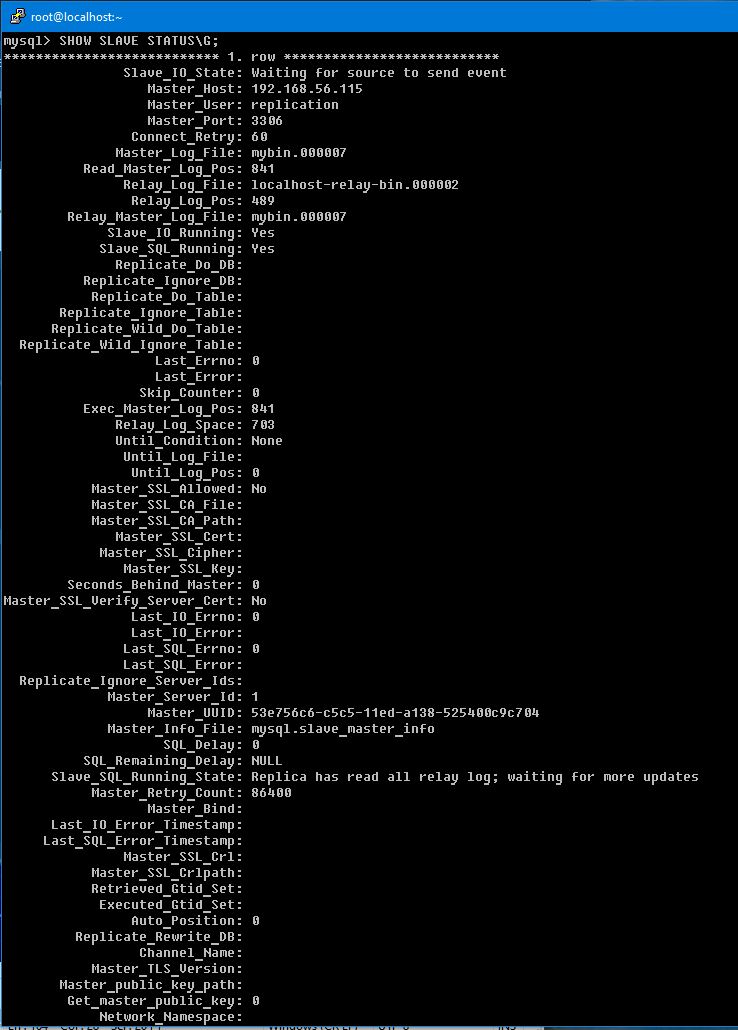 root@localhost:~
mysql> SHOW SLAVE STATUS\G;
*************************** 1. row ***************************
Slave_IO_State: Waiting for source to send event
Master_Host: 192.168.56.115
Master_User: replication
Master_Port: 3306
Connect_Retry: 60
Master_Log_File: mybin.000007
Read_Master_Log_Pos: 841
Relay_Log_File: localhost-relay-bin.000002
Relay_Log_Pos: 489
Relay_Master_Log_File: mybin.000007
Slave_IO_Running: Yes
Slave_SQL_Running: Yes
Replicate_Do_DB:
Replicate_Ignore_DB:
Replicate_Do_Table:
Replicate_Ignore_Table:
Replicate_Wild_Do_Table:
Replicate_Wild_Ignore_Table:
Last_Errno: 0
Last_Error:
Skip_Counter: 0
Exec_Master_Log_Pos: 841
Relay_Log_Space: 703
Until_Condition: None
Until_Log_File:
Until_Log_Pos: 0
Master_SSL_Allowed: No
Master_SSL_CA_File:
Master_SSL_CA_Path:
Master_SSL_Cert:
Master_SSL_Cipher:
Master_SSL_Key:
Seconds_Behind_Master: 0
Master_SSL_Verify_Server_Cert: No
Last_IO_Errno: 0
Last_IO_Error:
Last_SQL_Errno: 0
Last_SQL_Error:
Replicate_Ignore_Server_Ids:
Master_Server_Id: 1
Master_UUID: 53e756c6-c5c5-11ed-a138-525400c9c704
Master_Info_File: mysql.slave_master_info
SQL_Delay: 0
SQL_Remaining_Delay: NULL
Slave_SQL_Running_State: Replica has read all relay log; waiting for more updates
Master_Retry_Count: 86400
Master_Bind:
Last_IO_Error_Timestamp:
Last_SQL_Error_Timestamp:
Master_SSL_Crl:
Master_SSL_Crlpath:
Retrieved_Gtid_Set:
Executed_Gtid_Set:
Auto_Position: 0
Replicate_Rewrite_DB:
Channel_Name:
Master_TLS_Version:
Master_public_key_path:
Get_master_public_key: 0
Network_Namespace: